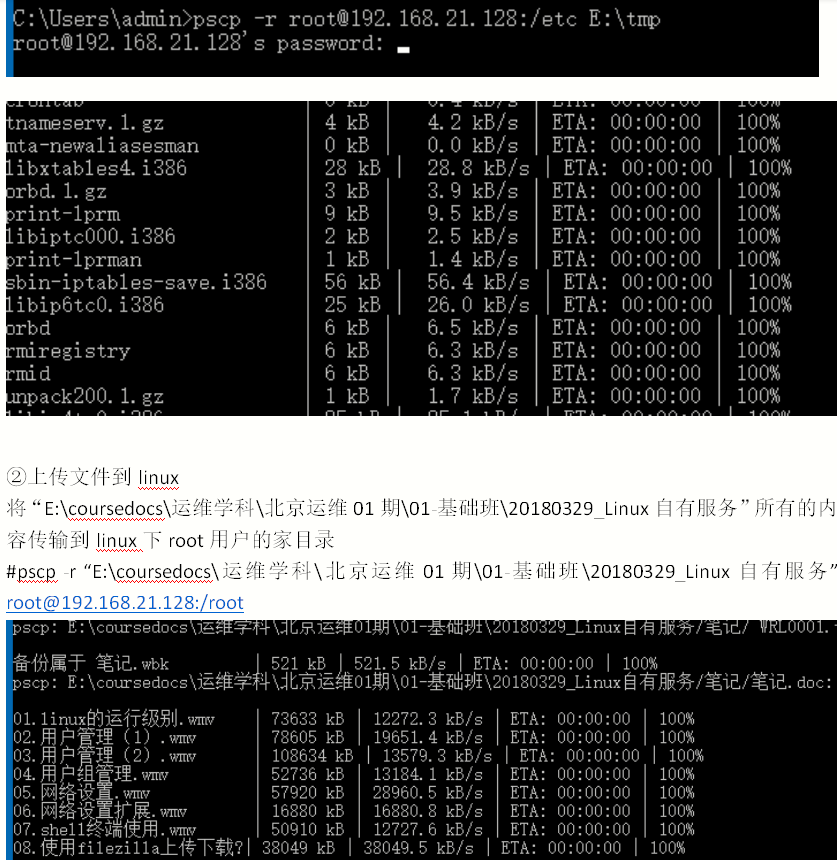 C:\Users\admin>pscp -r root@192.168.21.128:/etc E:\tmp
root@192.168.21.128's password:
crontab | 0 kB | 0.4 kB/s | ETA: 00:00:00 | 100%
tnameserv.1.gz | 4 kB | 4.2 kB/s | ETA: 00:00:00 | 100%
mta-newaliasesman | 0 kB | 0.0 kB/s | ETA: 00:00:00 | 100%
libxtables4.i386 | 28 kB | 28.8 kB/s | ETA: 00:00:00 | 100%
orbd.1.gz | 3 kB | 3.9 kB/s | ETA: 00:00:00 | 100%
print-lprm | 9 kB | 9.5 kB/s | ETA: 00:00:00 | 100%
libiptc000.i386 | 2 kB | 2.5 kB/s | ETA: 00:00:00 | 100%
print-lprman | 1 kB | 1.4 kB/s | ETA: 00:00:00 | 100%
sbin-iptables-save.i386 | 56 kB | 56.4 kB/s | ETA: 00:00:00 | 100%
libip6tc0.i386 | 25 kB | 26.0 kB/s | ETA: 00:00:00 | 100%
orbd | 6 kB | 6.5 kB/s | ETA: 00:00:00 | 100%
rmiregistry | 6 kB | 6.3 kB/s | ETA: 00:00:00 | 100%
rmid | 6 kB | 6.3 kB/s | ETA: 00:00:00 | 100%
unpack200.1.gz | 1 kB | 1.7 kB/s | ETA: 00:00:00 | 100%
②上传文件到 linux
将“E:\coursedocs\运维学科\北京运维 01 期\01-基础班\20180329_Linux 自有服务”所有的内
容传输到 linux 下 root 用户的家目录
#pscp -r “E:\coursedocs\运维学科\北京运维 01 期\01-基础班\20180329_Linux 自有服务”
root@192.168.21.128:/root
pscp: E:\coursedocs\运维学科\北京运维01期\01-基础班\20180329_Linux自有服务/笔记/~WRL0001.
备份属于 笔记.wbk | 521 kB | 521.5 kB/s | ETA: 00:00:00 | 100%
pscp: E:\coursedocs\运维学科\北京运维01期\01-基础班\20180329_Linux自有服务/笔记/笔记.doc:
01.linux的运行级别.wmv | 73633 kB | 12272.3 kB/s | ETA: 00:00:00 | 100%
02.用户管理（1）.wmv | 78605 kB | 19651.4 kB/s | ETA: 00:00:00 | 100%
03.用户管理（2）.wmv | 108634 kB | 13579.3 kB/s | ETA: 00:00:00 | 100%
04.用户组管理.wmv | 52736 kB | 13184.1 kB/s | ETA: 00:00:00 | 100%
05.网络设置.wmv | 57920 kB | 28960.5 kB/s | ETA: 00:00:00 | 100%
06.网络设置扩展.wmv | 16880 kB | 16880.8 kB/s | ETA: 00:00:00 | 100%
07.shell终端使用.wmv | 50910 kB | 12727.6 kB/s | ETA: 00:00:00 | 100%
08.使用filezilla上传下载?| 38049 kB | 38049.5 kB/s | ETA: 00:00:00 | 100%